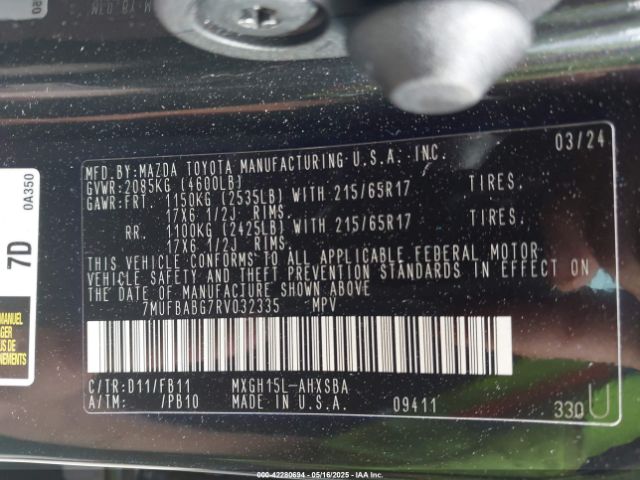 7D
0A350
MFD.BY:MAZDA TOYOTA MANUFACTURING U.S.A., INC. 03/24
GVWR:2085KG (4600LB)
GAWR:FRT. 1150KG (2535LB) WITH 215/65R17 TIRES.
17X6 1/2J RIMS.
RR. 1100KG (2425LB) WITH 215/65R17 TIRES.
17X6 1/2J RIMS.
THIS VEHICLE CONFORMS TO ALL APPLICABLE FEDERAL MOTOR
VEHICLE SAFETY AND THEFT PREVENTION STANDARDS IN EFFECT ON
THE DATE OF MANUFACTURE SHOWN ABOVE
7MUFBABG7RV032335 MPV
C/TR:D11/FB11 MXGH15L-AHXSBA
A/TM: /PB10 MADE IN U.S.A. 09411 330 U
MANUEL
000-42280694 - 05/16/2025 - IAA Inc.